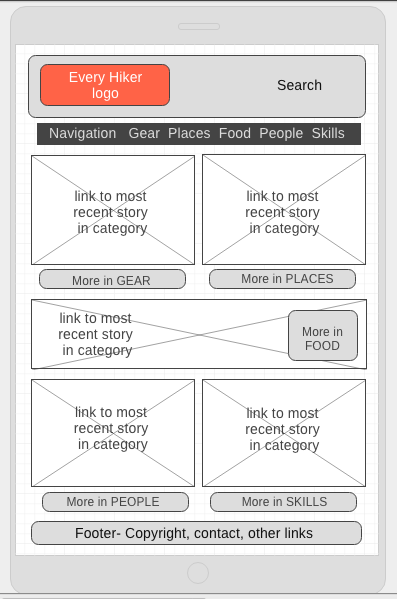 Every Hiker
logo
Search
Navigation Gear Places Food People Skills
link to most
recent story
in category
link to most
recent story
in category
More in GEAR
More in PLACES
link to most
recent story
in category
More in
FOOD
link to most
recent story
in category
link to most
recent story
in category
More in PEOPLE
More in SKILLS
Footer- Copyright, contact, other links